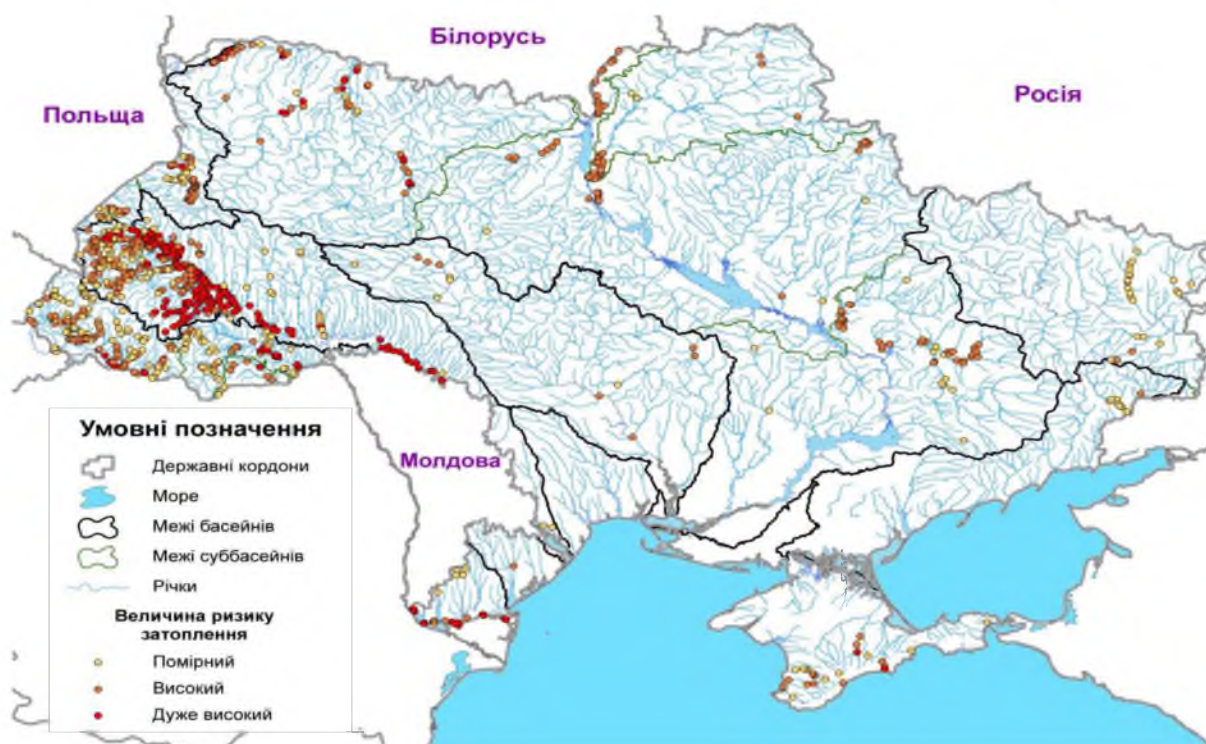 Білорусь
Росія
Польща
Молдова
Умовні позначення
Державні кордони
Море
Межі басейнів
Межі суббасейнів
Річки
Величина ризику
затоплення
Помірний
Високий
Дуже високий